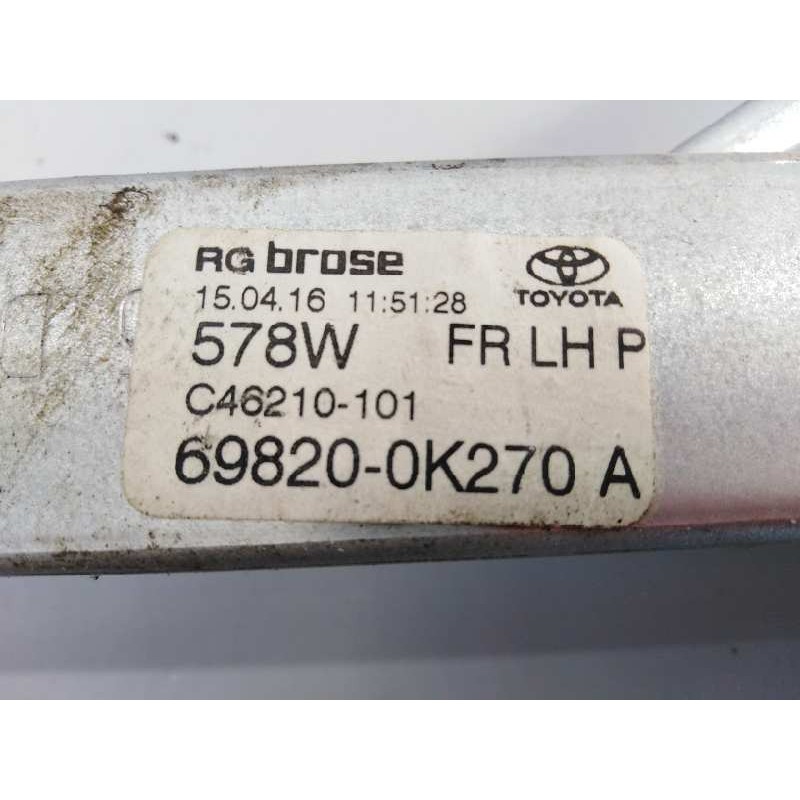 RG brose
TOYOTA
15.04.16 11:51:28
578W FR LH P
C46210-101
69820-0K270 A